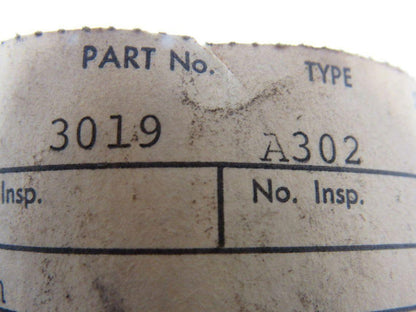 PART No. TYPE
3019 A302
Insp. No. Insp.